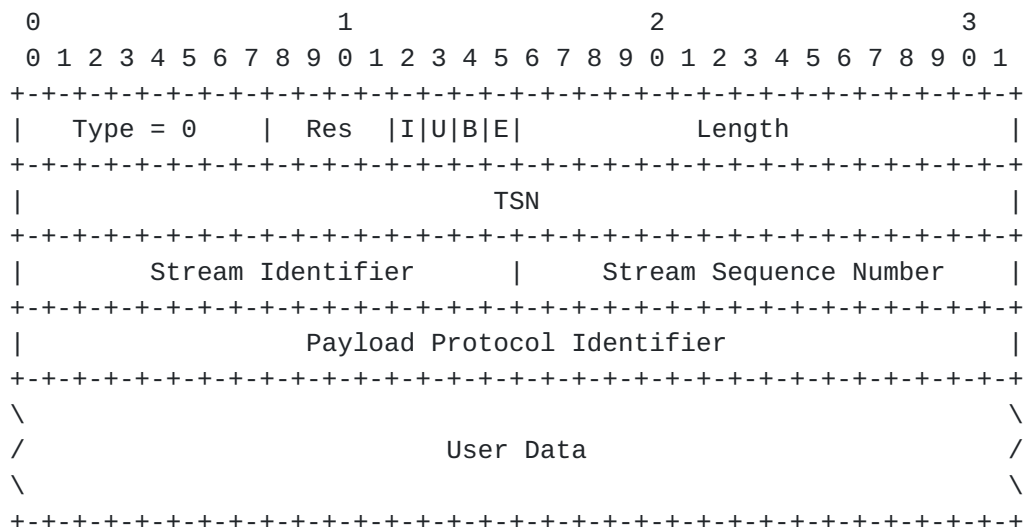 0                   1                   2                   3
 0 1 2 3 4 5 6 7 8 9 0 1 2 3 4 5 6 7 8 9 0 1 2 3 4 5 6 7 8 9 0 1
+-+-+-+-+-+-+-+-+-+-+-+-+-+-+-+-+-+-+-+-+-+-+-+-+-+-+-+-+-+-+-+-+
|   Type = 0    |  Res  |I|U|B|E|           Length              |
+-+-+-+-+-+-+-+-+-+-+-+-+-+-+-+-+-+-+-+-+-+-+-+-+-+-+-+-+-+-+-+-+
|                              TSN                              |
+-+-+-+-+-+-+-+-+-+-+-+-+-+-+-+-+-+-+-+-+-+-+-+-+-+-+-+-+-+-+-+-+
|        Stream Identifier      |     Stream Sequence Number    |
+-+-+-+-+-+-+-+-+-+-+-+-+-+-+-+-+-+-+-+-+-+-+-+-+-+-+-+-+-+-+-+-+
|                  Payload Protocol Identifier                  |
+-+-+-+-+-+-+-+-+-+-+-+-+-+-+-+-+-+-+-+-+-+-+-+-+-+-+-+-+-+-+-+-+
\                                                               \
/                           User Data                           /
\                                                               \
+-+-+-+-+-+-+-+-+-+-+-+-+-+-+-+-+-+-+-+-+-+-+-+-+-+-+-+-+-+-+-+-+